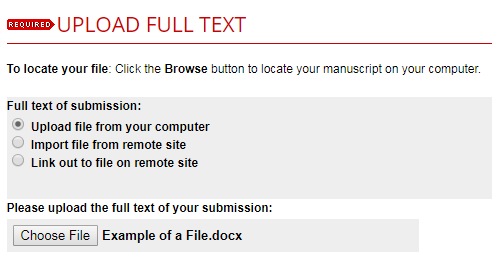 REQUIRED UPLOAD FULL TEXT
To locate your file: Click the Browse button to locate your manuscript on your computer.
Full text of submission:
Upload file from your computer
Import file from remote site
Link out to file on remote site
Please upload the full text of your submission:
Choose File Example of a File.docx